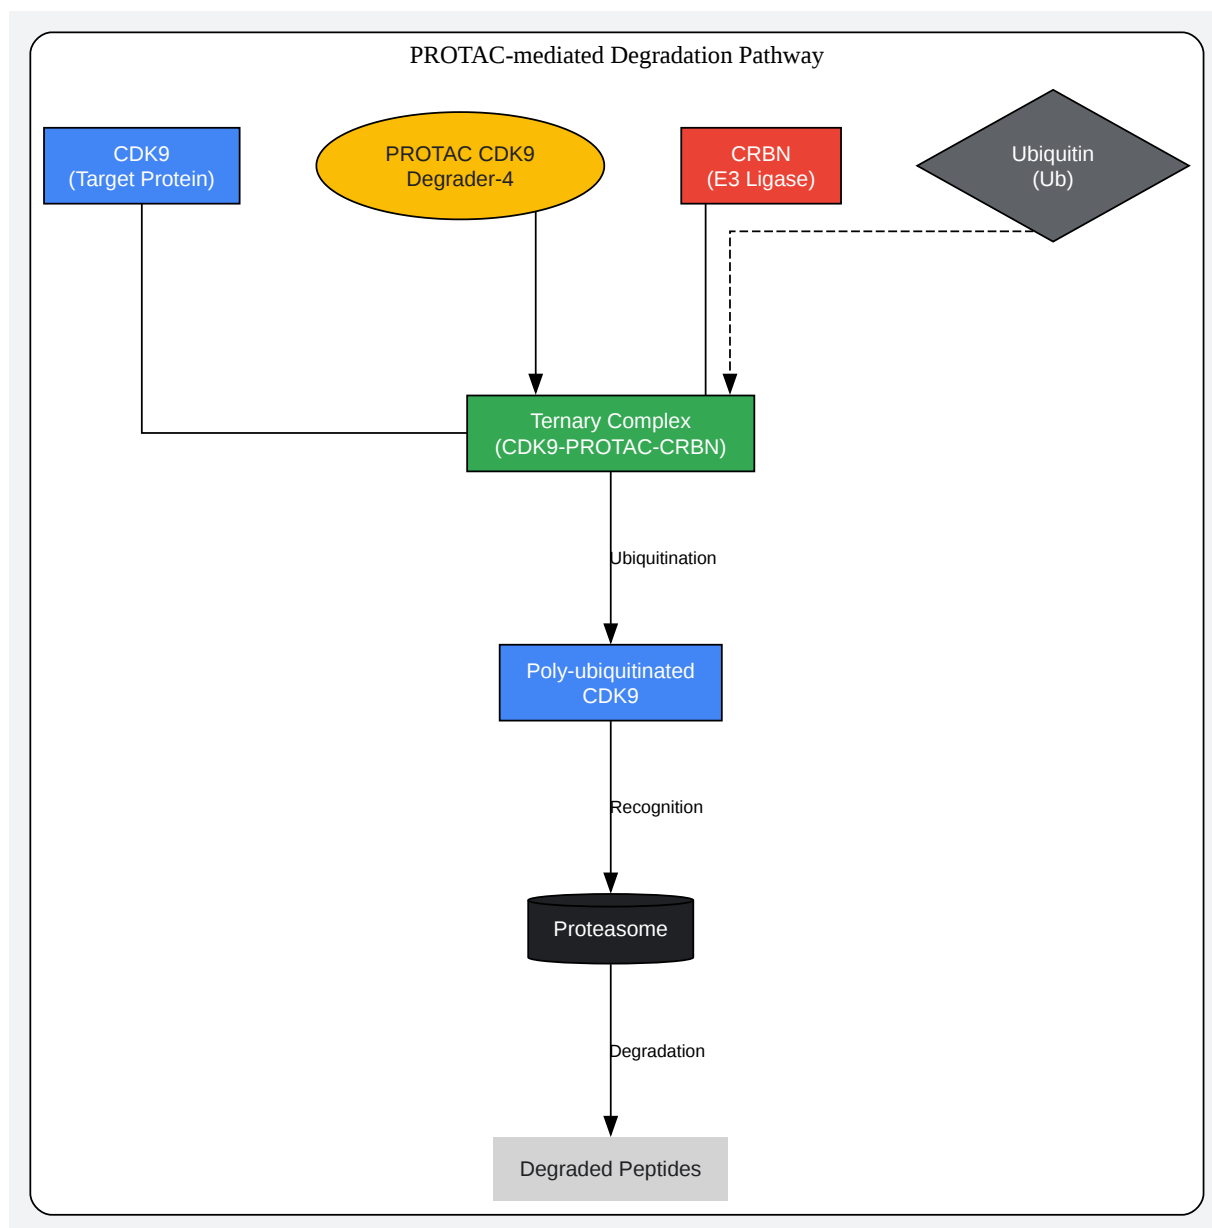 PROTAC-mediated Degradation Pathway
CDK9
(Target Protein)
PROTAC CDK9
Degrader-4
CRBN
(E3 Ligase)
Ubiquitin
(Ub)
Ternary Complex
(CDK9-PROTAC-CRBN)
Ubiquitination
Poly-ubiquitinated
CDK9
Recognition
Proteasome
Degradation
Degraded Peptides